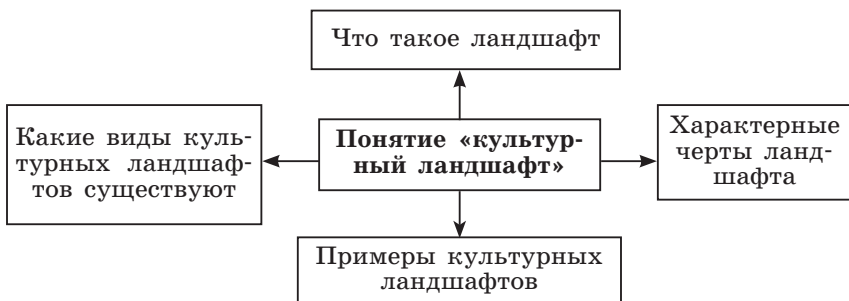 Что такое ландшафт
Какие виды куль-
турных ландшаф-
тов существуют
Понятие «культур-
ный ландшафт»
Характерные
черты ланд-
шафта
Примеры культурных
ландшафтов